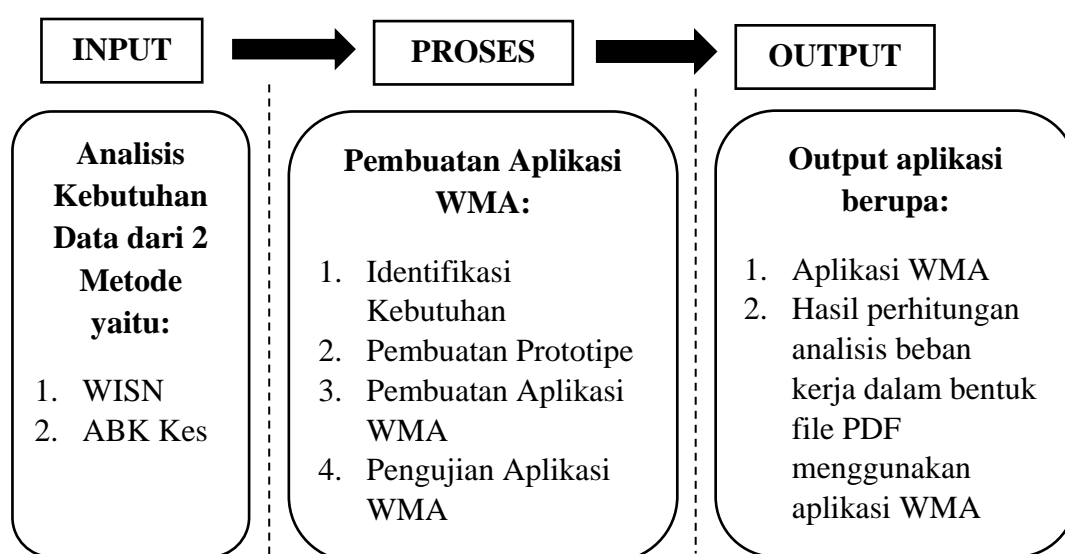 INPUT
PROSES
OUTPUT
Analisis
Kebutuhan
Data dari 2
Metode
yaitu:
1. WISN
2. ABK Kes
Pembuatan Aplikasi
WMA:
1. Identifikasi
Kebutuhan
2. Pembuatan Prototipe
3. Pembuatan Aplikasi
WMA
4. Pengujian Aplikasi
WMA
Output aplikasi
berupa:
1. Aplikasi WMA
2. Hasil perhitungan
analisis beban
kerja dalam bentuk
file PDF
menggunakan
aplikasi WMA